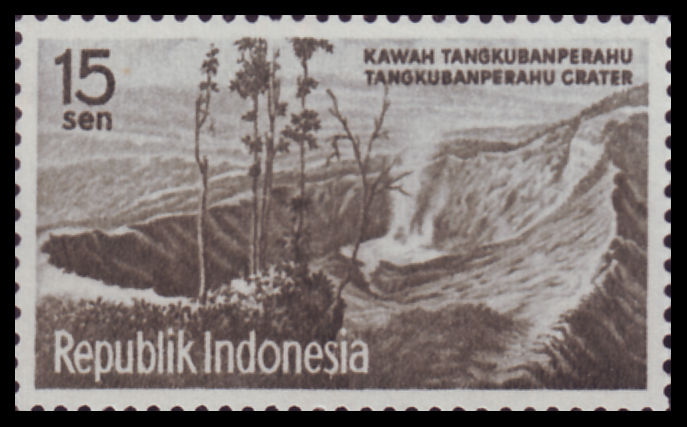 15
sen
KAWAH TANGKUBANPERAHU
TANGKUBANPERAHU CRATER
Republik Indonesia